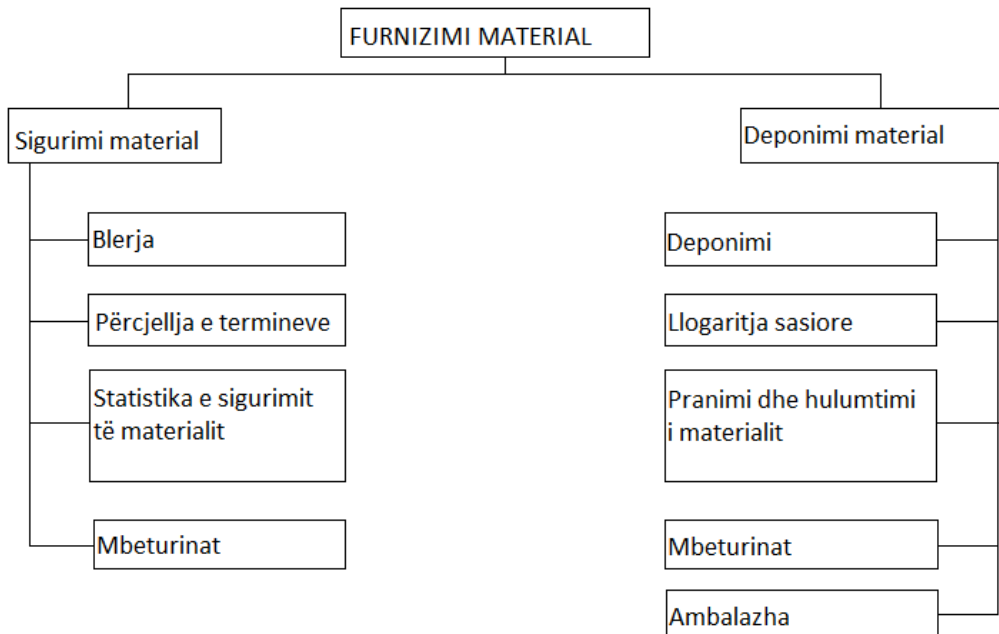 FURNIZIMI MATERIAL
Sigurimi material
Deponimi material
Blerja
Deponimi
Përcjellja e termineve
Llogaritja sasiore
Statistika e sigurimit
të materialit
Pranimi dhe hulumtimi
i materialit
Mbeturinat
Mbeturinat
Ambalazha